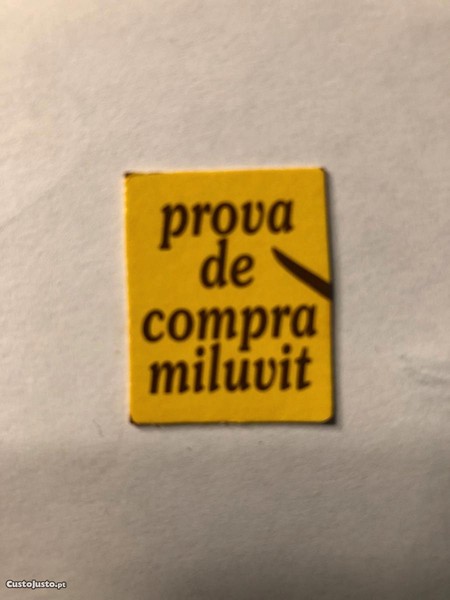 prova
de
compra
miluvit
CustoJusto.pt